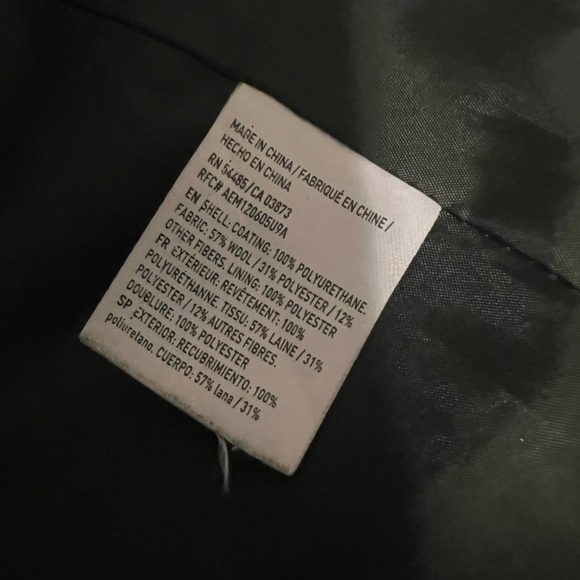 MADE IN CHINA / FABRIQUÉ EN CHINE /
HECHO EN CHINA
RN 54485 / CA 03873
RFC# AEM120605U9A
EN SHELL: COATING: 100% POLYURETHANE.
FABRIC: 57% WOOL / 31% POLYESTER / 12%
OTHER FIBERS. LINING: 100% POLYESTER
FR EXTÉRIEUR: REVÊTEMENT: 100%
POLYURÉTHANNE. TISSU: 57% LAINE / 31%
POLYESTER / 12% AUTRES FIBRES.
DOUBLURE: 100% POLYESTER
SP EXTERIOR: RECUBRIMIENTO: 100%
poliuretano. CUERPO: 57% lana / 31%